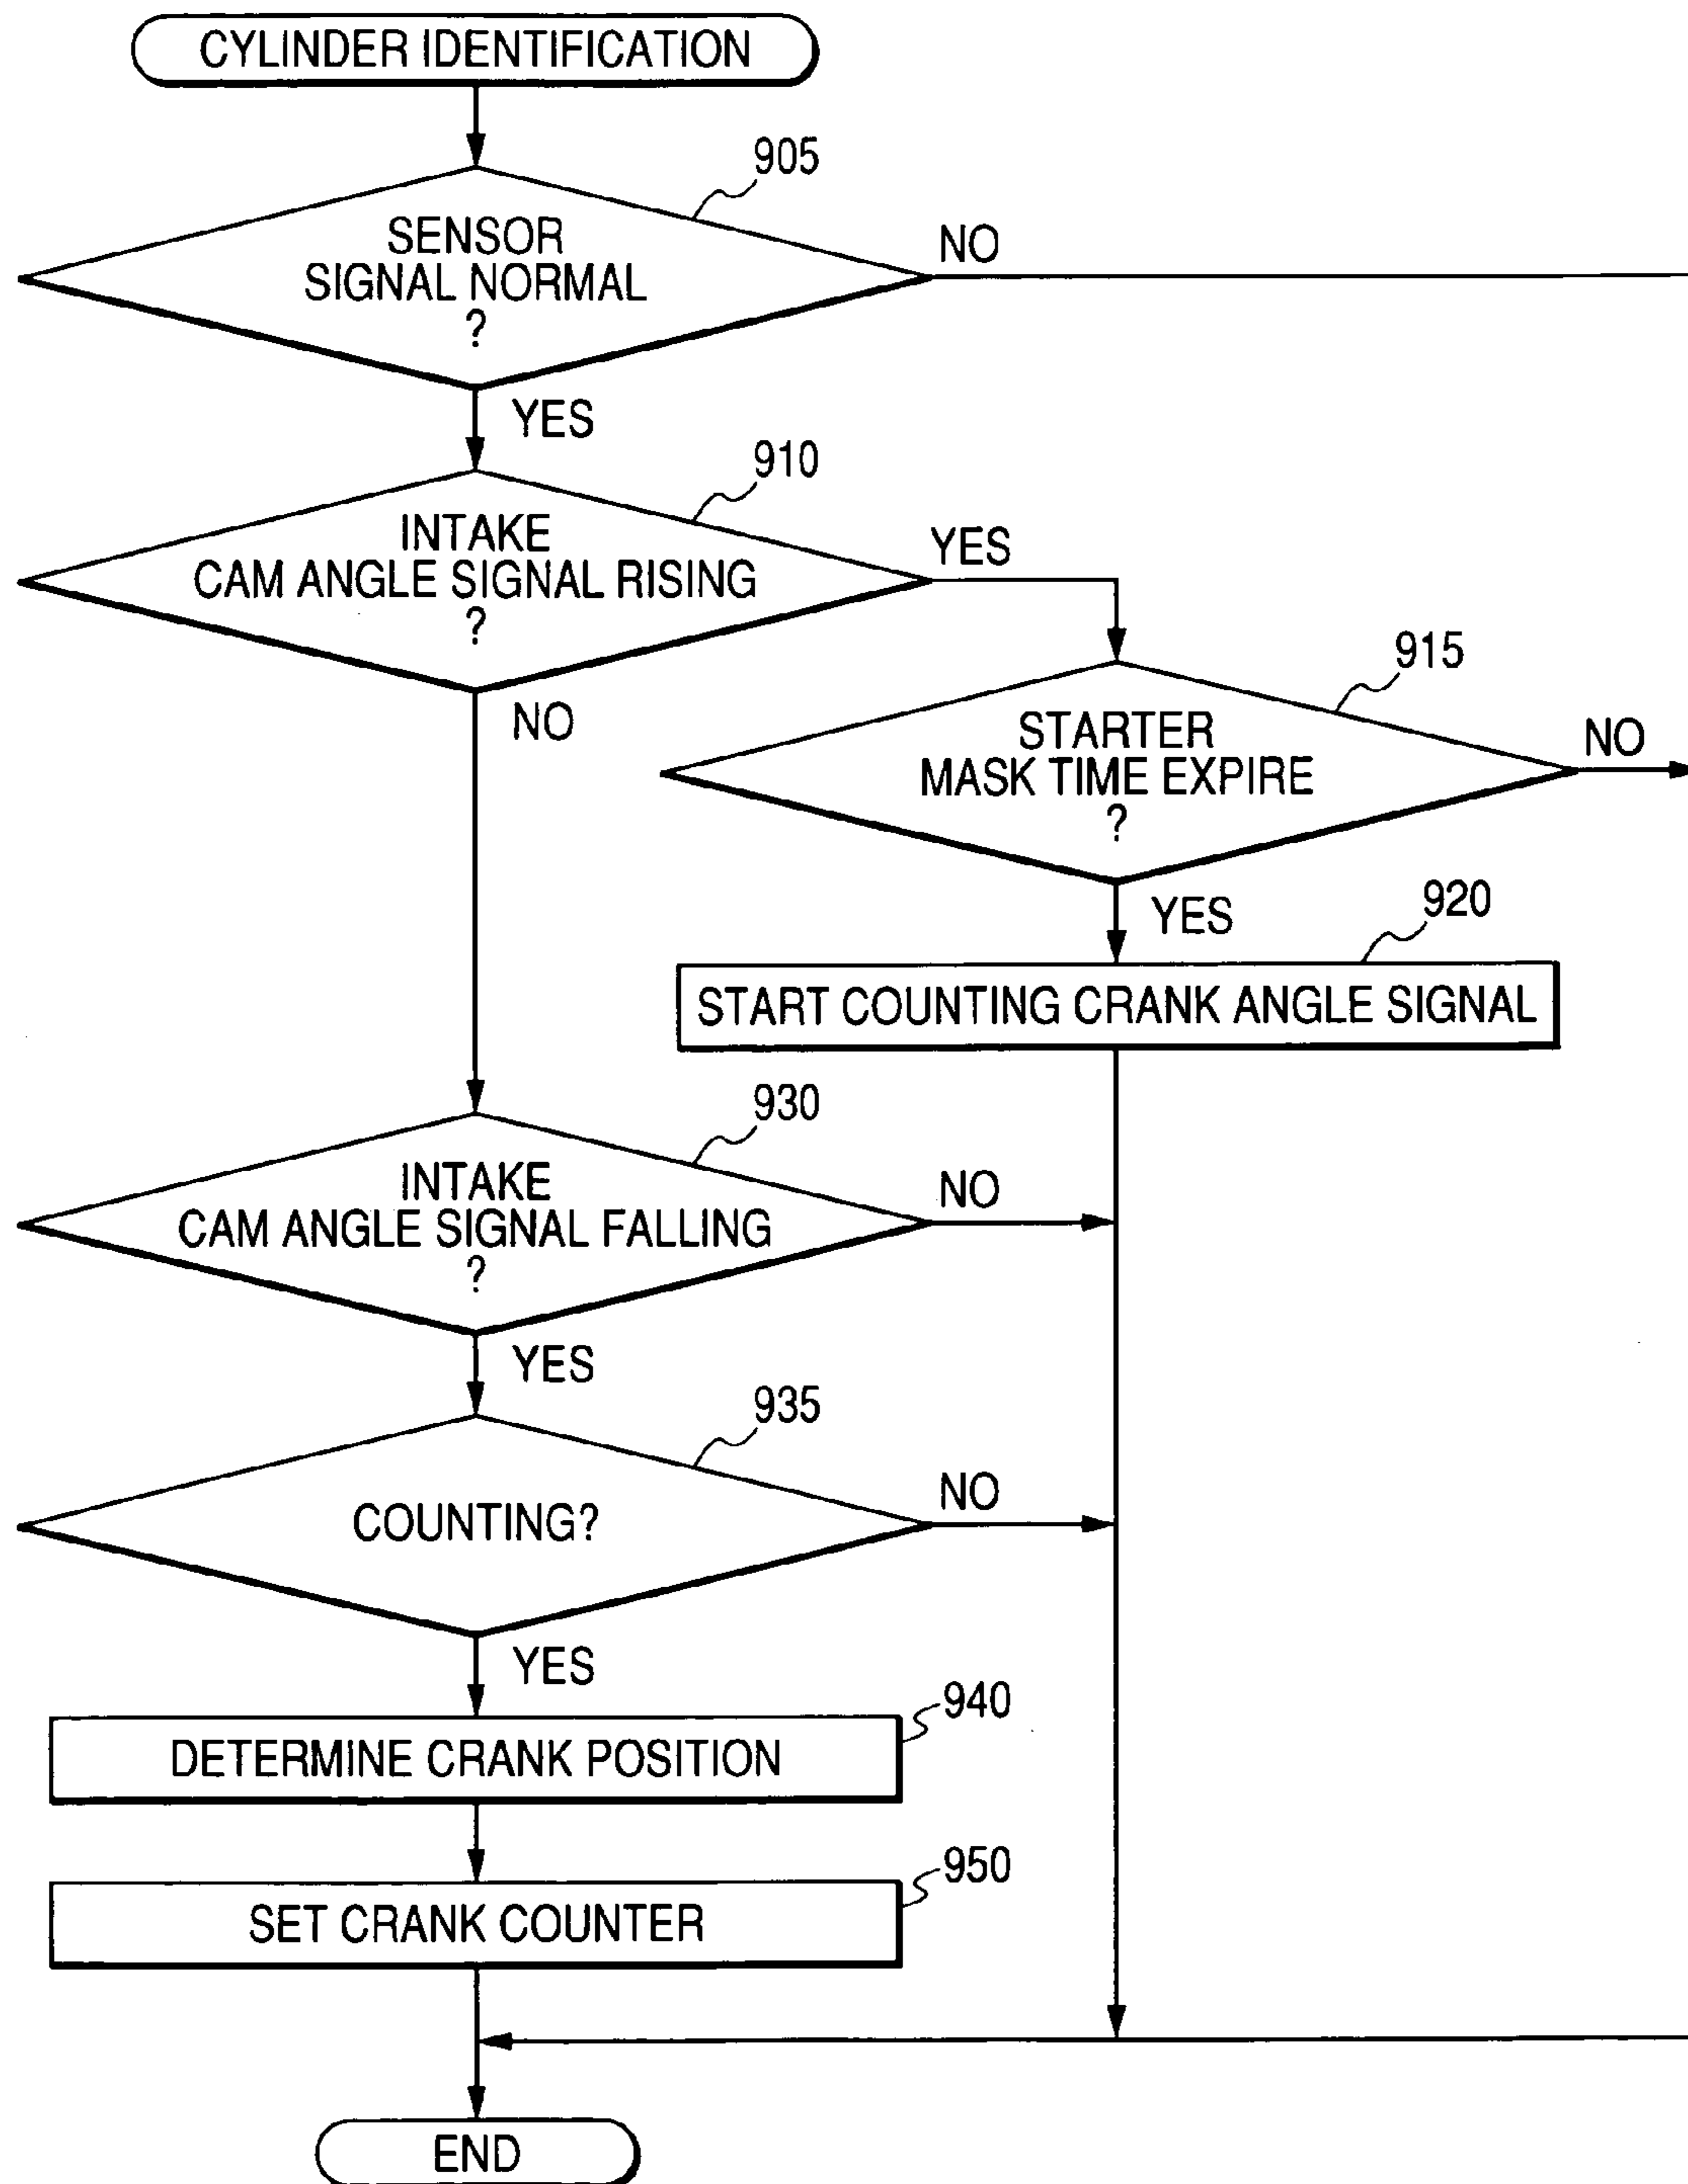 CYLINDER IDENTIFICATION
905
SENSOR
SIGNAL NORMAL
?
NO
YES
910
INTAKE
CAM ANGLE SIGNAL RISING
?
YES
NO
915
STARTER
MASK TIME EXPIRE
?
NO
YES
920
START COUNTING CRANK ANGLE SIGNAL
930
INTAKE
CAM ANGLE SIGNAL FALLING
?
NO
YES
935
COUNTING?
NO
YES
940
DETERMINE CRANK POSITION
950
SET CRANK COUNTER
END